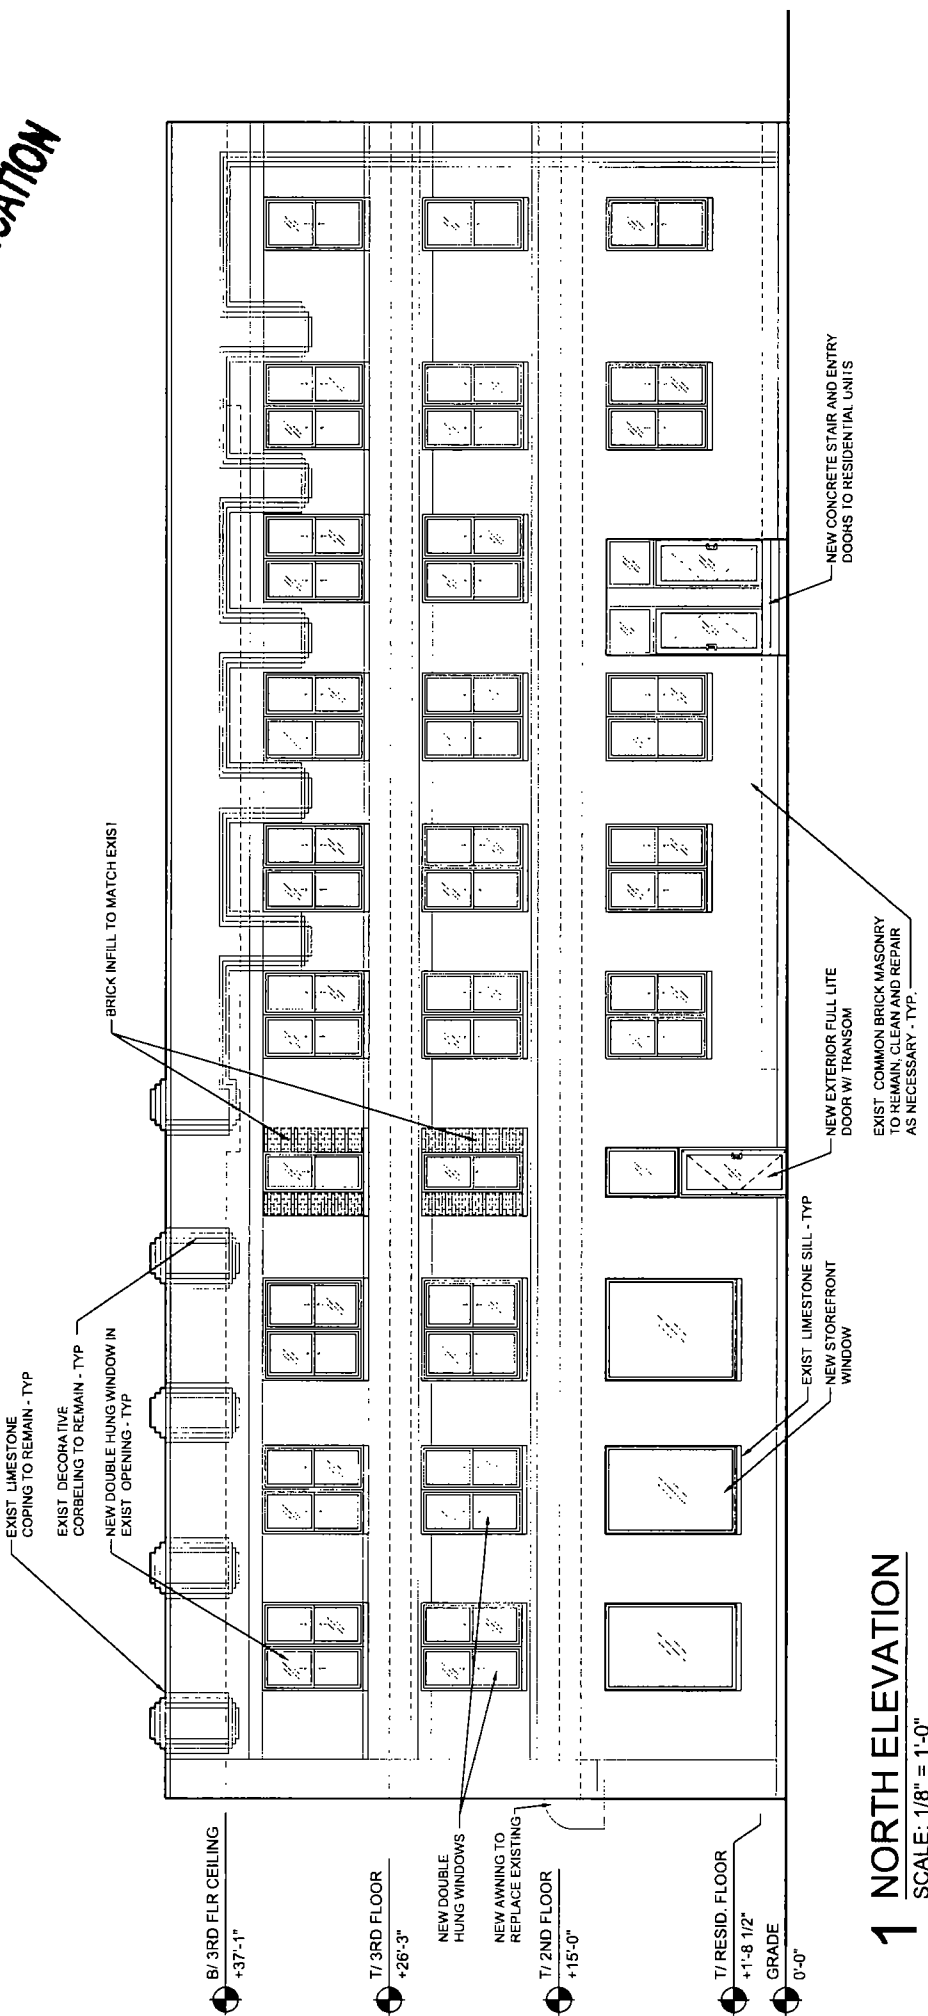 CATION
EXIST LIMESTONE
COPING TO REMAIN - TYP
EXIST DECORATIVE
CORBELING TO REMAIN - TYP
NEW DOUBLE HUNG WINDOW IN
EXIST OPENING - TYP
BRICK INFILL TO MATCH EXIST
B/ 3RD FLR CEILING
+37'-1"
T/ 3RD FLOOR
+26'-3"
NEW DOUBLE
HUNG WINDOWS
NEW AWNING TO
REPLACE EXISTING
T/ 2ND FLOOR
+15'-0"
T/ RESID. FLOOR
+1'-8 1/2"
GRADE
0'-0"
EXIST LIMESTONE SILL - TYP
NEW STOREFRONT
WINDOW
NEW EXTERIOR FULL LITE
DOOR W/ TRANSOM
EXIST COMMON BRICK MASONRY
TO REMAIN, CLEAN AND REPAIR
AS NECESSARY - TYP.
NEW CONCRETE STAIR AND ENTRY
DOORS TO RESIDENTIAL UNITS
1 NORTH ELEVATION
SCALE: 1/8" = 1'-0"